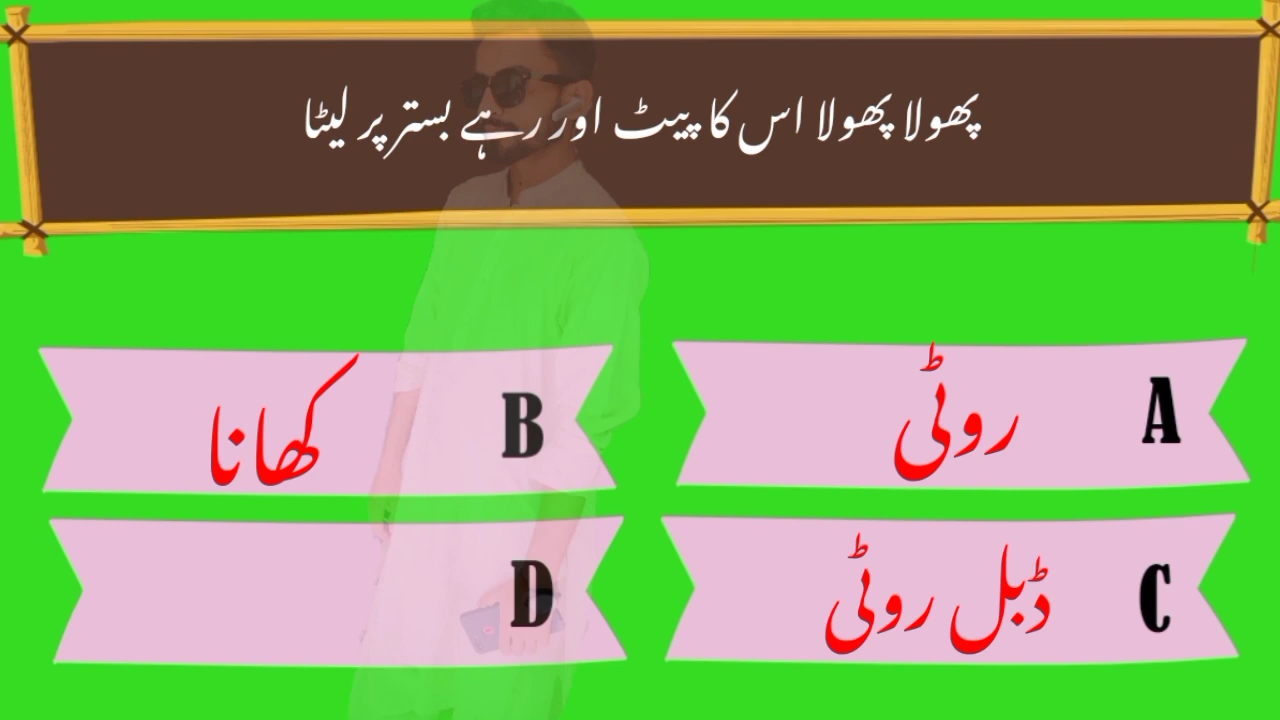 پھولا پھولا اس کا پیٹ اور رہے بستر پر لیٹا
A روٹی
B کھانا
C ڈبل روٹی
D